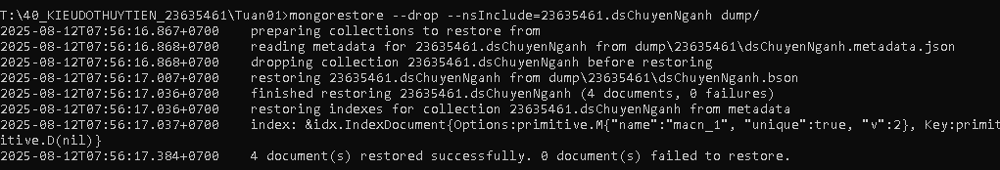 T:\40_KIEUDOTHUYTIEN_23635461\Tuan01>mongorestore --drop --nsInclude=23635461.dsChuyenNganh dump/
2025-08-12T07:56:16.867+0700    preparing collections to restore from
2025-08-12T07:56:16.868+0700    reading metadata for 23635461.dsChuyenNganh from dump\23635461\dsChuyenNganh.metadata.json
2025-08-12T07:56:16.868+0700    dropping collection 23635461.dsChuyenNganh before restoring
2025-08-12T07:56:17.007+0700    restoring 23635461.dsChuyenNganh from dump\23635461\dsChuyenNganh.bson
2025-08-12T07:56:17.036+0700    finished restoring 23635461.dsChuyenNganh (4 documents, 0 failures)
2025-08-12T07:56:17.036+0700    restoring indexes for collection 23635461.dsChuyenNganh from metadata
2025-08-12T07:56:17.037+0700    index: &idx.IndexDocument{Options:primitive.M{"name":"macn_1", "unique":true, "v":2}, Key:primit
itive.D(nil)}
2025-08-12T07:56:17.384+0700    4 document(s) restored successfully. 0 document(s) failed to restore.